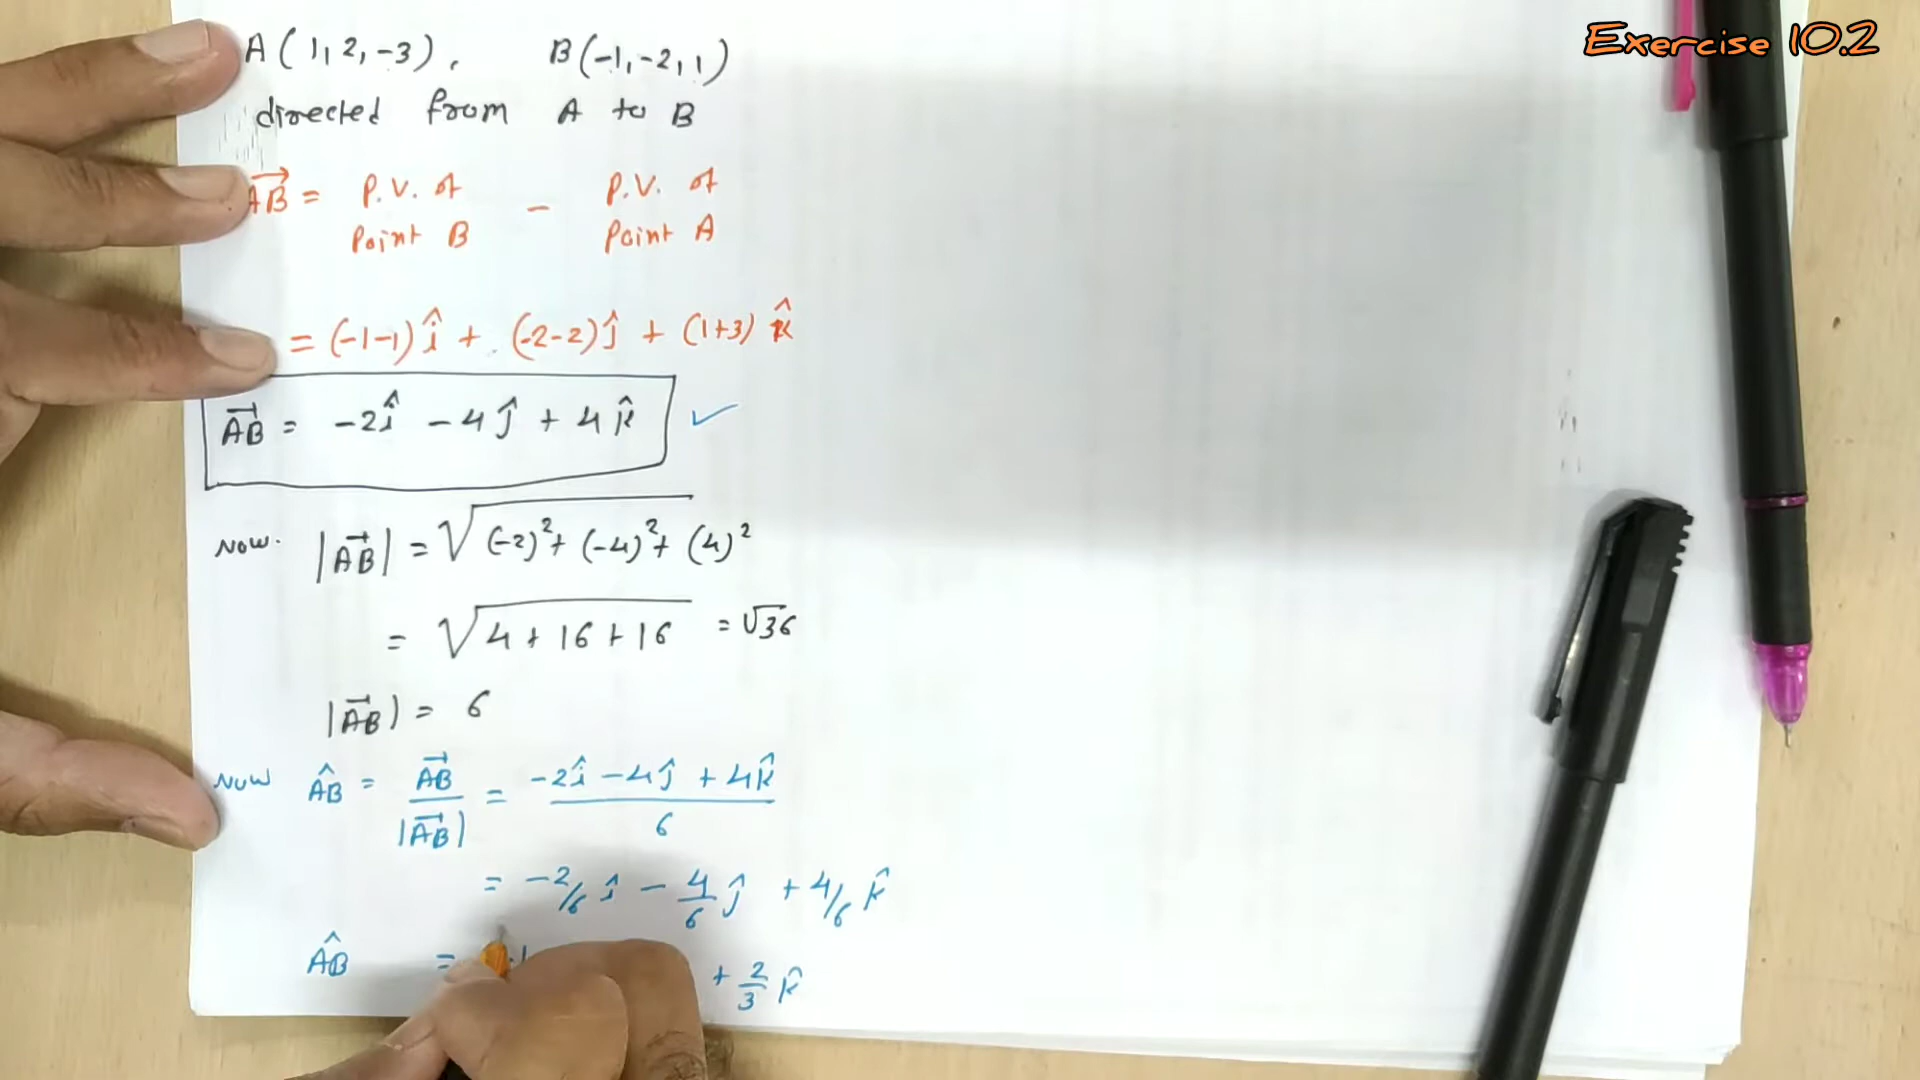 Exercise 10.2
A(1, 2, -3), B(-1, -2, 1)
directed from A to B
AB⃗ = P.V. of Point B - P.V. of Point A
= (-1-1)î + (-2-2)ĵ + (1+3)k̂
AB⃗ = -2î - 4ĵ + 4k̂ ✓
Now. |AB⃗| = √(-2)² + (-4)² + (4)²
= √4 + 16 + 16 = √36
|AB⃗| = 6
Now ÂB = AB⃗ / |AB⃗| = -2î - 4ĵ + 4k̂ / 6
= -2/6 î - 4/6 ĵ + 4/6 k̂
ÂB = + 2/3 k̂